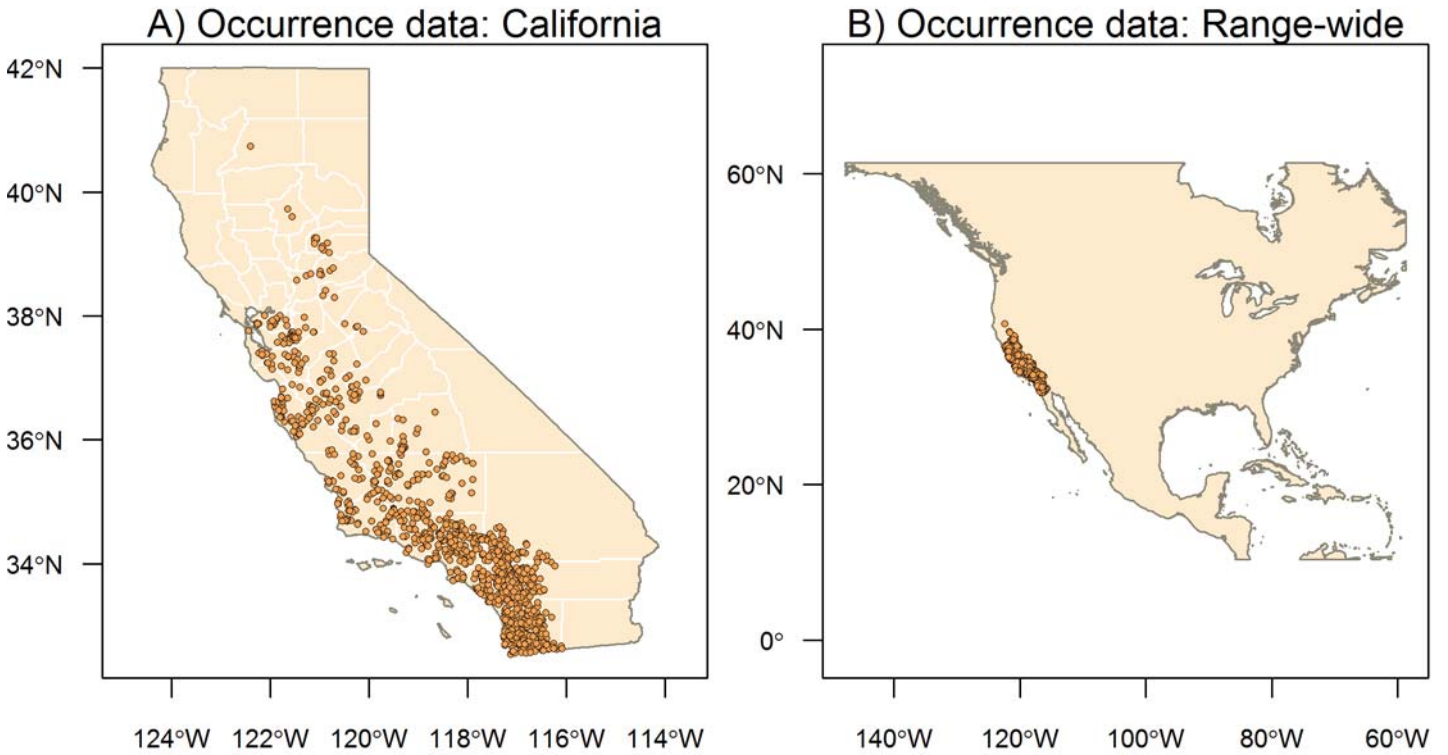 A) Occurrence data: California
B) Occurrence data: Range-wide
42°N
40°N
38°N
36°N
34°N
124°W 122°W 120°W 118°W 116°W 114°W
60°N
40°N
20°N
0°
140°W 120°W 100°W 80°W 60°W